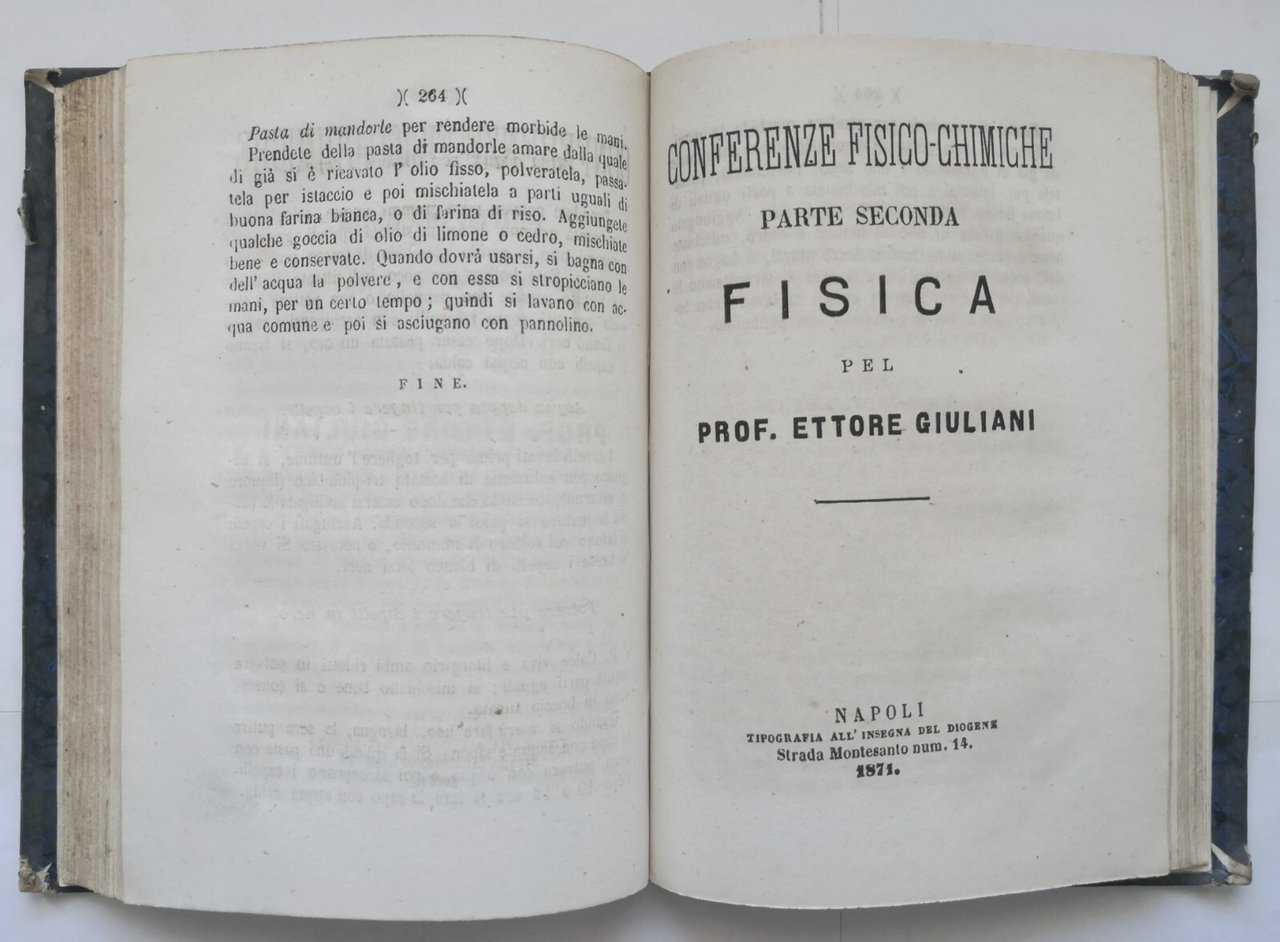 )( 264 )(
Pasta di mandorle per rendere morbide le mani.
Prendete della pasta di mandorle amare dalla quale
di già si è ricavato l'olio fisso, polveratela, passa-
tela per istaccio e poi mischiatela a parti uguali di
buona farina bianca, o di farina di riso. Aggiungete
qualche goccia di olio di limone o cedro, mischiate
bene e conservate. Quando dovrà usarsi, si bagna con
dell'acqua la polvere, e con essa si stropicciano le
mani, per un certo tempo; quindi si lavano con ac-
qua comune e poi si asciugano con pannolino.
FINE.
CONFERENZE FISICO-CHIMICHE
PARTE SECONDA
FISICA
PEL
PROF. ETTORE GIULIANI
NAPOLI
TIPOGRAFIA ALL'INSEGNA DEL DIOGENE
Strada Montesanto num. 14.
1871.